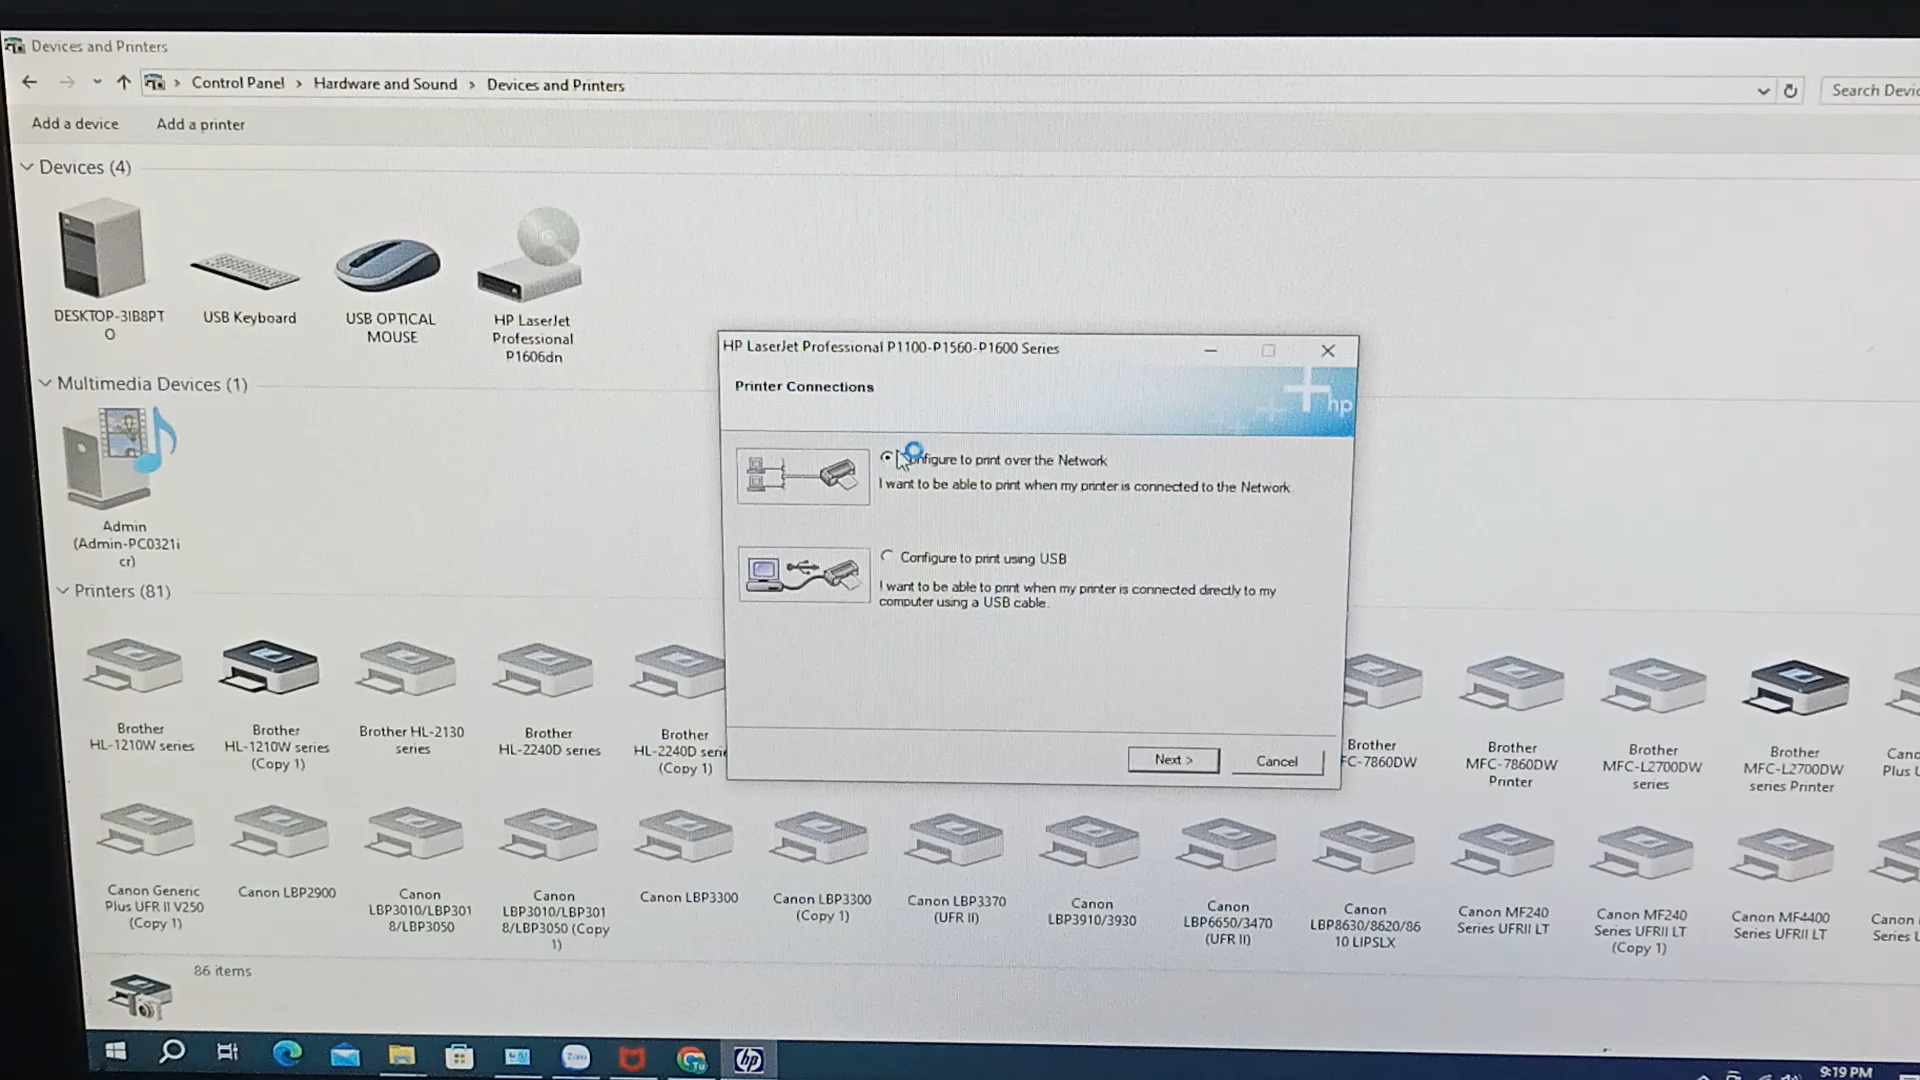 Devices and Printers
Control Panel > Hardware and Sound > Devices and Printers
Search Devic
Add a device
Add a printer
Devices (4)
DESKTOP-3IB8PT
O
USB Keyboard
USB OPTICAL
MOUSE
HP LaserJet
Professional
P1606dn
Multimedia Devices (1)
Admin
(Admin-PC0321i
cr)
HP LaserJet Professional P1100-P1560-P1600 Series
Printer Connections
hp
Configure to print over the Network
I want to be able to print when my printer is connected to the Network
Configure to print using USB
I want to be able to print when my printer is connected directly to my
computer using a USB cable.
Next >
Cancel
Printers (81)
Brother
HL-1210W series
Brother
HL-1210W series
(Copy 1)
Brother HL-2130
series
Brother
HL-2240D series
Brother
HL-2240D serie
(Copy 1)
Brother
FC-7860DW
Brother
MFC-7860DW
Printer
Brother
MFC-L2700DW
series
Brother
MFC-L2700DW
series Printer
Cano
Plus U
Canon Generic
Plus UFR II V250
(Copy 1)
Canon LBP2900
Canon
LBP3010/LBP301
8/LBP3050
Canon
LBP3010/LBP301
8/LBP3050 (Copy
1)
Canon LBP3300
Canon LBP3300
(Copy 1)
Canon LBP3370
(UFR II)
Canon
LBP3910/3930
Canon
LBP6650/3470
(UFR II)
Canon
LBP8630/8620/86
10 LIPSLX
Canon MF240
Series UFRII LT
Canon MF240
Series UFRII LT
(Copy 1)
Canon MF4400
Series UFRII LT
Canon
Series U
86 items
Zalo
Tu
hp
9:19 PM